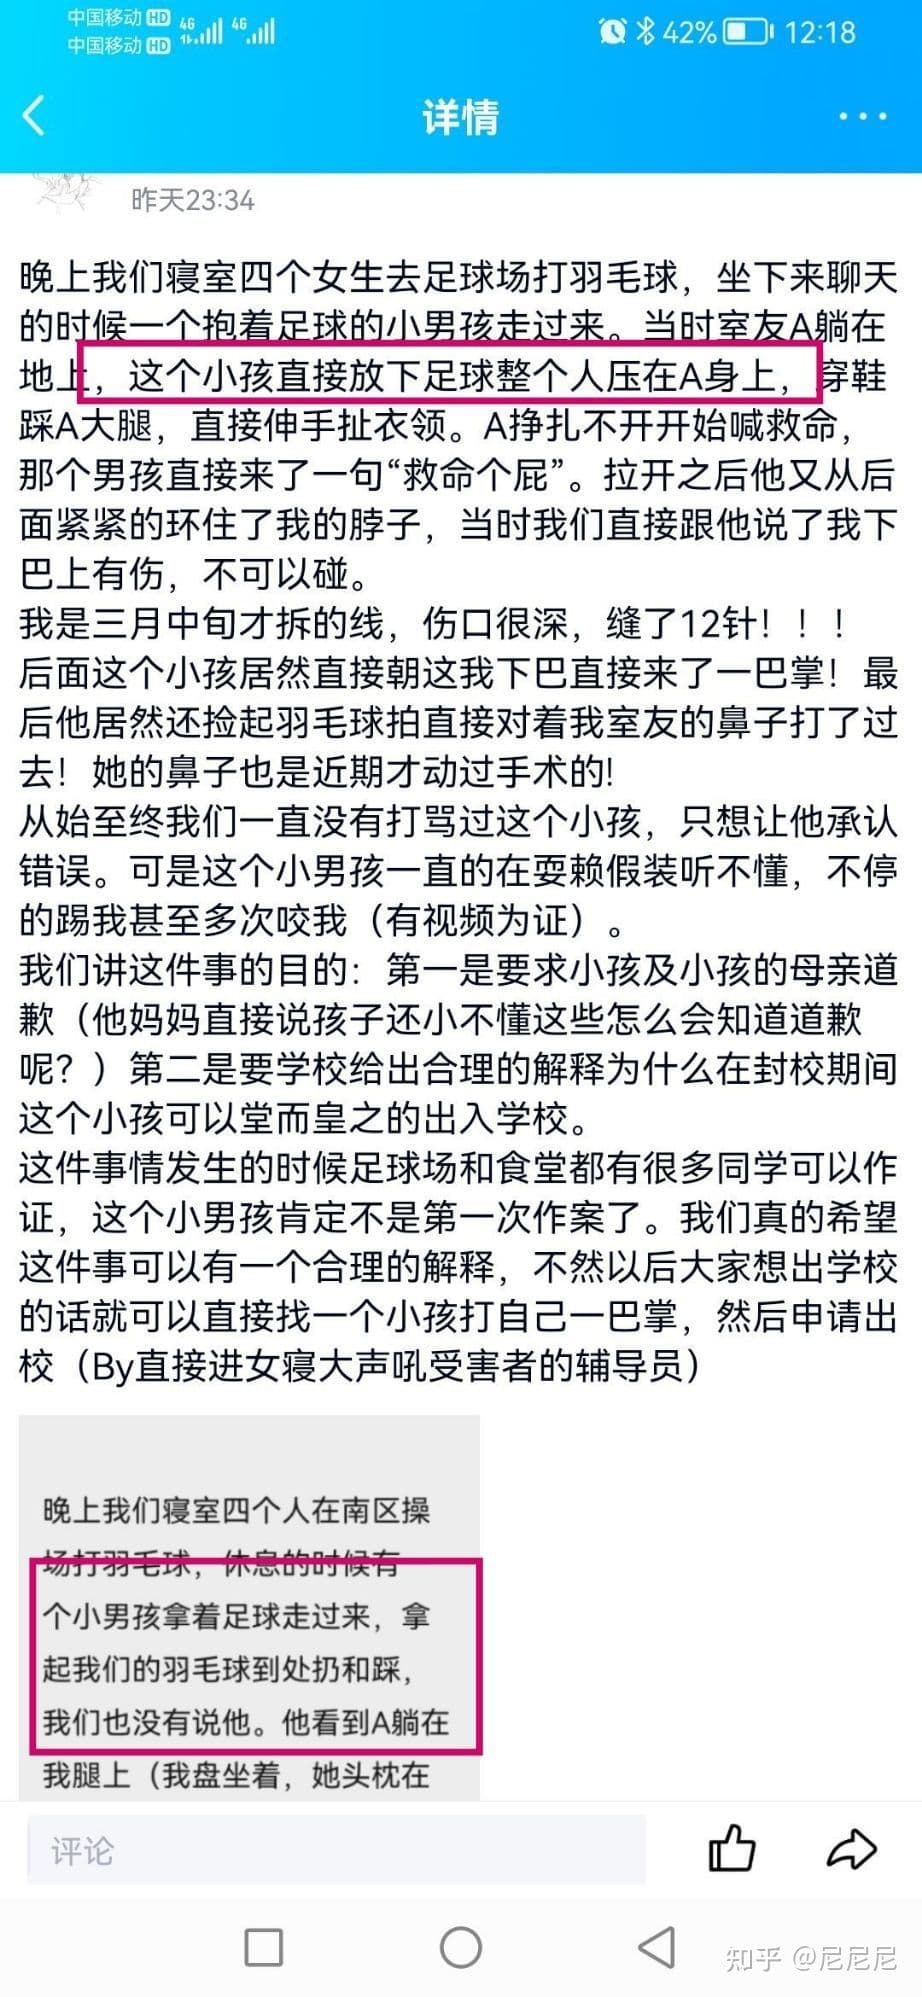 中国移动 HD 4G 4G 42% 12:18
中国移动 HD
详情
昨天23:34
晚上我们寝室四个女生去足球场打羽毛球，坐下来聊天
的时候一个抱着足球的小男孩走过来。当时室友A躺在
地上，这个小孩直接放下足球整个人压在A身上，穿鞋
踩A大腿，直接伸手扯衣领。A挣扎不开开始喊救命，
那个男孩直接来了一句“救命个屁”。拉开之后他又从后
面紧紧的环住了我的脖子，当时我们直接跟他说了我下
巴上有伤，不可以碰。
我是三月中旬才拆的线，伤口很深，缝了12针！！！
后面这个小孩居然直接朝这我下巴直接来了一巴掌！最
后他居然还捡起羽毛球拍直接对着我室友的鼻子打了过
去！她的鼻子也是近期才动过手术的!
从始至终我们一直没有打骂过这个小孩，只想让他承认
错误。可是这个小男孩一直的在耍赖假装听不懂，不停
的踢我甚至多次咬我（有视频为证）。
我们讲这件事的目的：第一是要求小孩及小孩的母亲道
歉（他妈妈直接说孩子还小不懂这些怎么会知道道歉
呢？）第二是要学校给出合理的解释为什么在封校期间
这个小孩可以堂而皇之的出入学校。
这件事情发生的时候足球场和食堂都有很多同学可以作
证，这个小男孩肯定不是第一次作案了。我们真的希望
这件事可以有一个合理的解释，不然以后大家想出学校
的话就可以直接找一个小孩打自己一巴掌，然后申请出
校（By直接进女寝大声吼受害者的辅导员）
晚上我们寝室四个人在南区操
场打羽毛球，休息的时候有
个小男孩拿着足球走过来，拿
起我们的羽毛球到处扔和踩，
我们也没有说他。他看到A躺在
我腿上（我盘坐着，她头枕在
评论
知乎 @尼尼尼